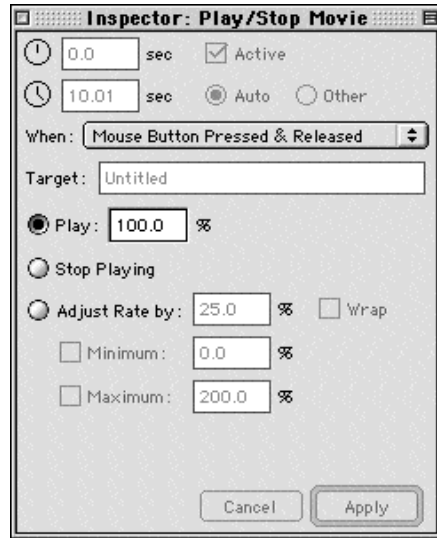 Inspector: Play/Stop Movie
0.0 sec Active
10.01 sec Auto Other
When: Mouse Button Pressed & Released
Target: Untitled
Play: 100.0 %
Stop Playing
Adjust Rate by: 25.0 % Wrap
Minimum: 0.0 %
Maximum: 200.0 %
Cancel Apply